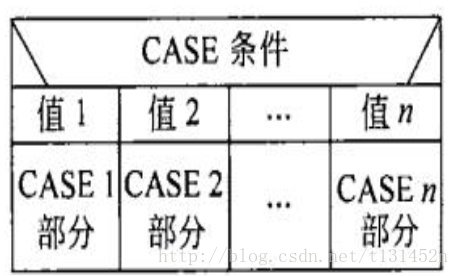 CASE 条件
值 1 值 2 ... 值 n
CASE 1 CASE 2 ... CASE n
部分 部分 部分
http://blog.csdn.net/t131452n